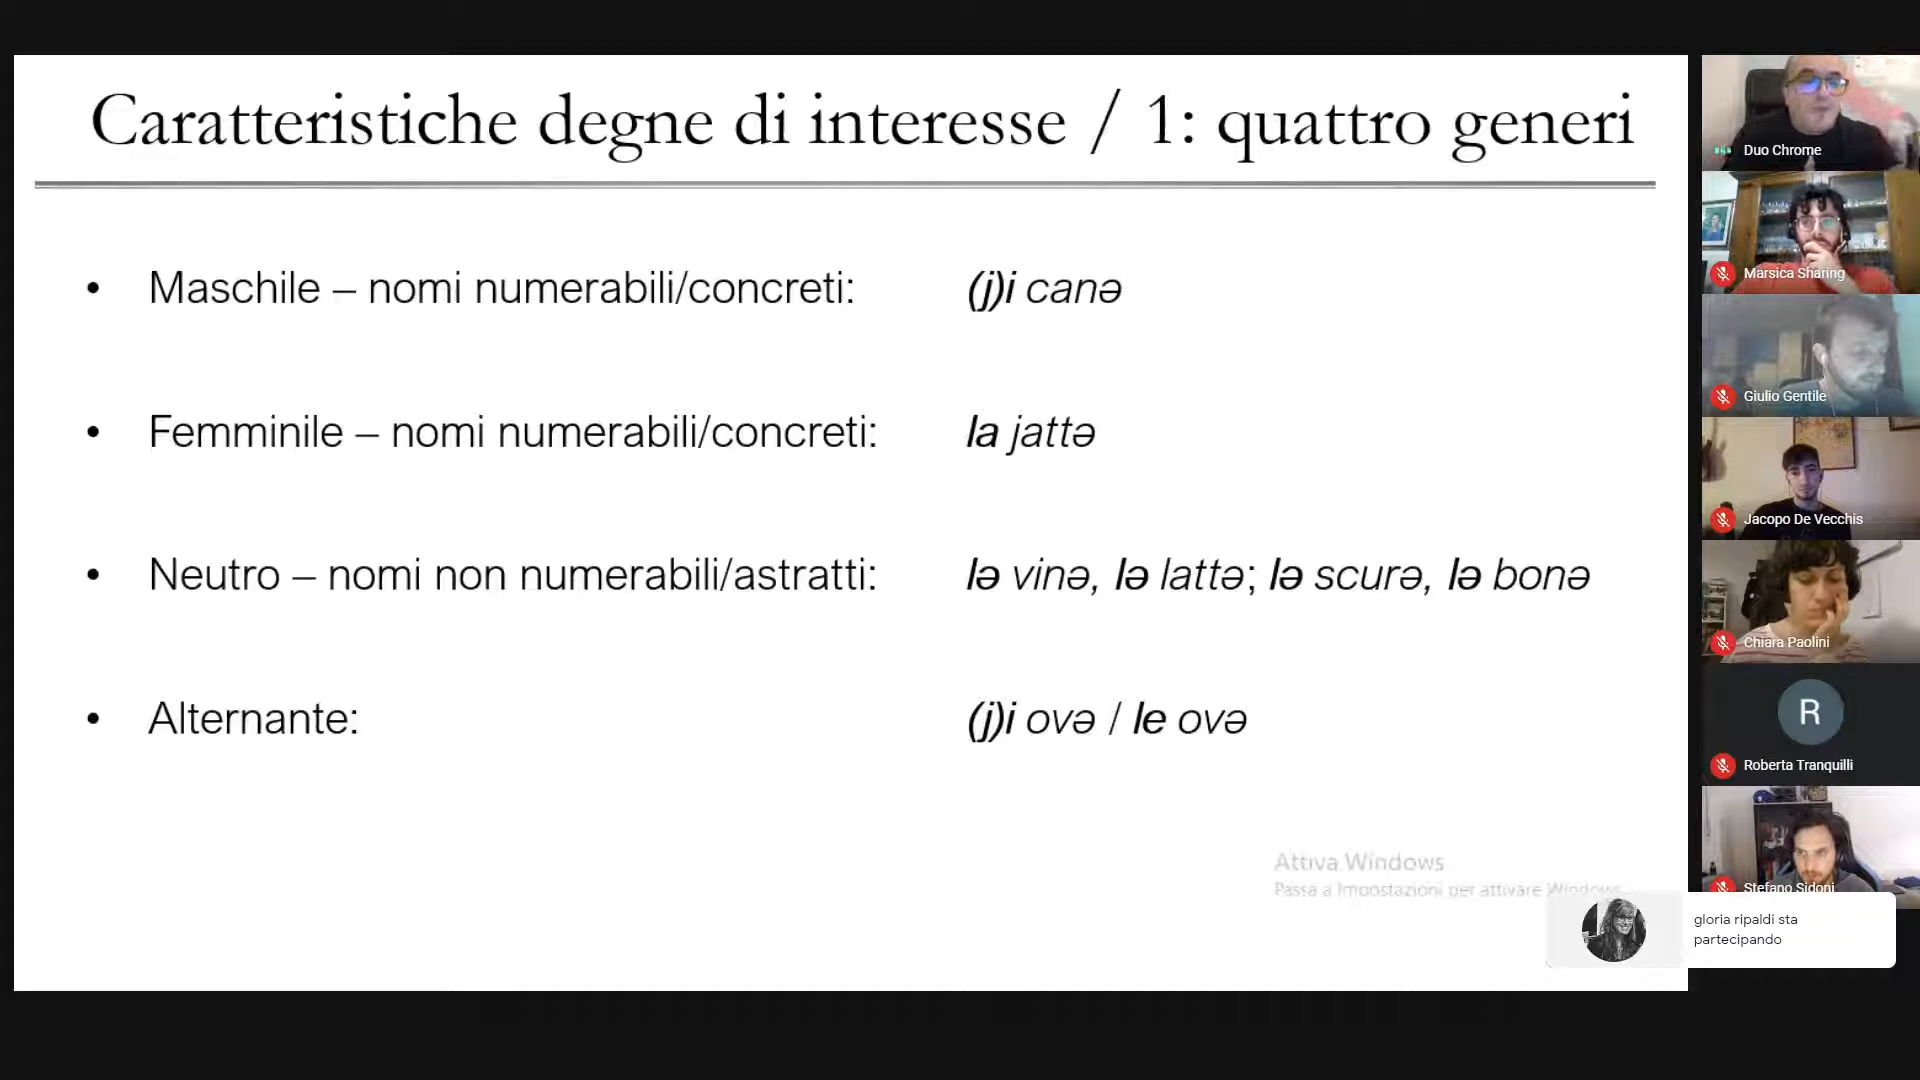 Caratteristiche degne di interesse / 1: quattro generi
• Maschile – nomi numerabili/concreti: (j)i canə
• Femminile – nomi numerabili/concreti: la jattə
• Neutro – nomi non numerabili/astratti: lə vinə, lə lattə; lə scurə, lə bonə
• Alternante: (j)i ovə / le ovə
Attiva Windows
Passa a Impostazioni per attivare Windows.
Duo Chrome
Marsica Sharing
Giulio Gentile
Jacopo De Vecchis
Chiara Paolini
R
Roberta Tranquilli
Stefano Sidoni
gloria ripaldi sta
partecipando